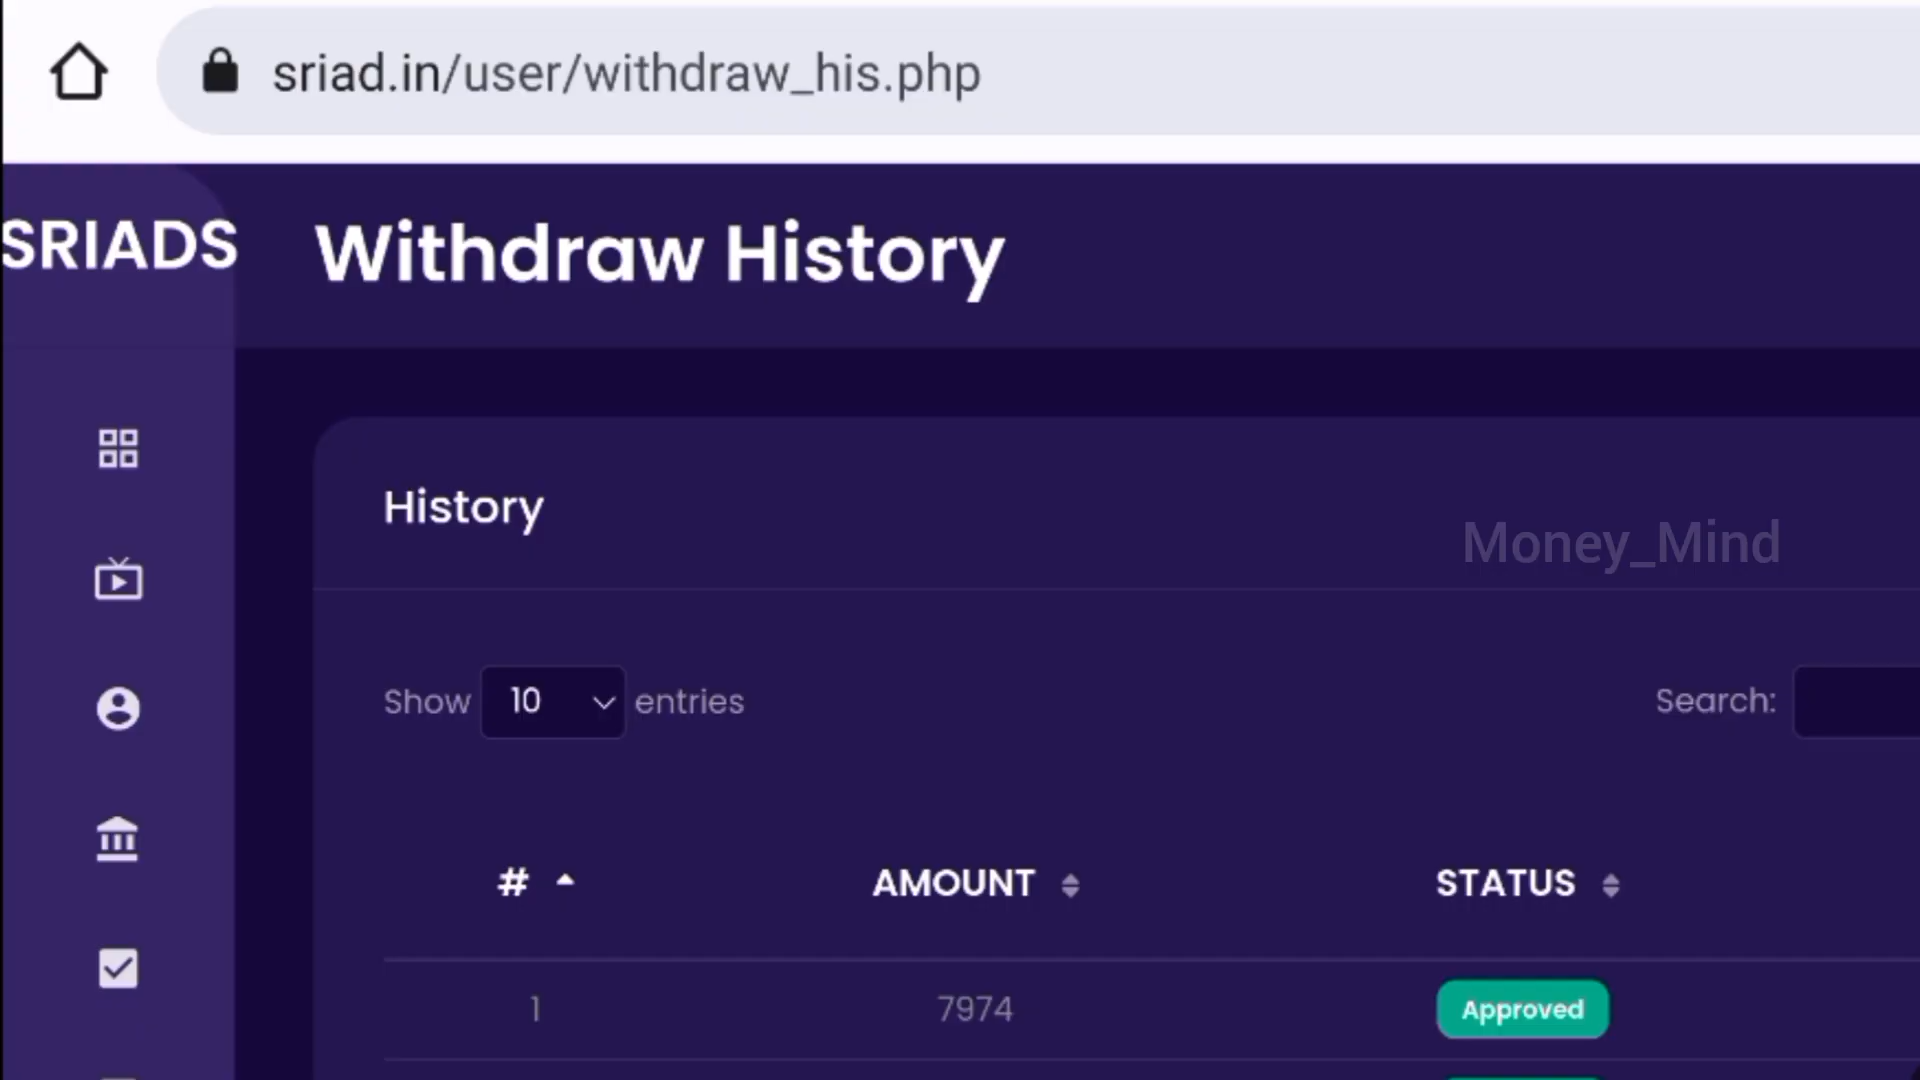 sriad.in/user/withdraw_his.php
SRIADS
Withdraw History
History
Money_Mind
Show 10 entries
Search:
# AMOUNT STATUS
1 7974 Approved